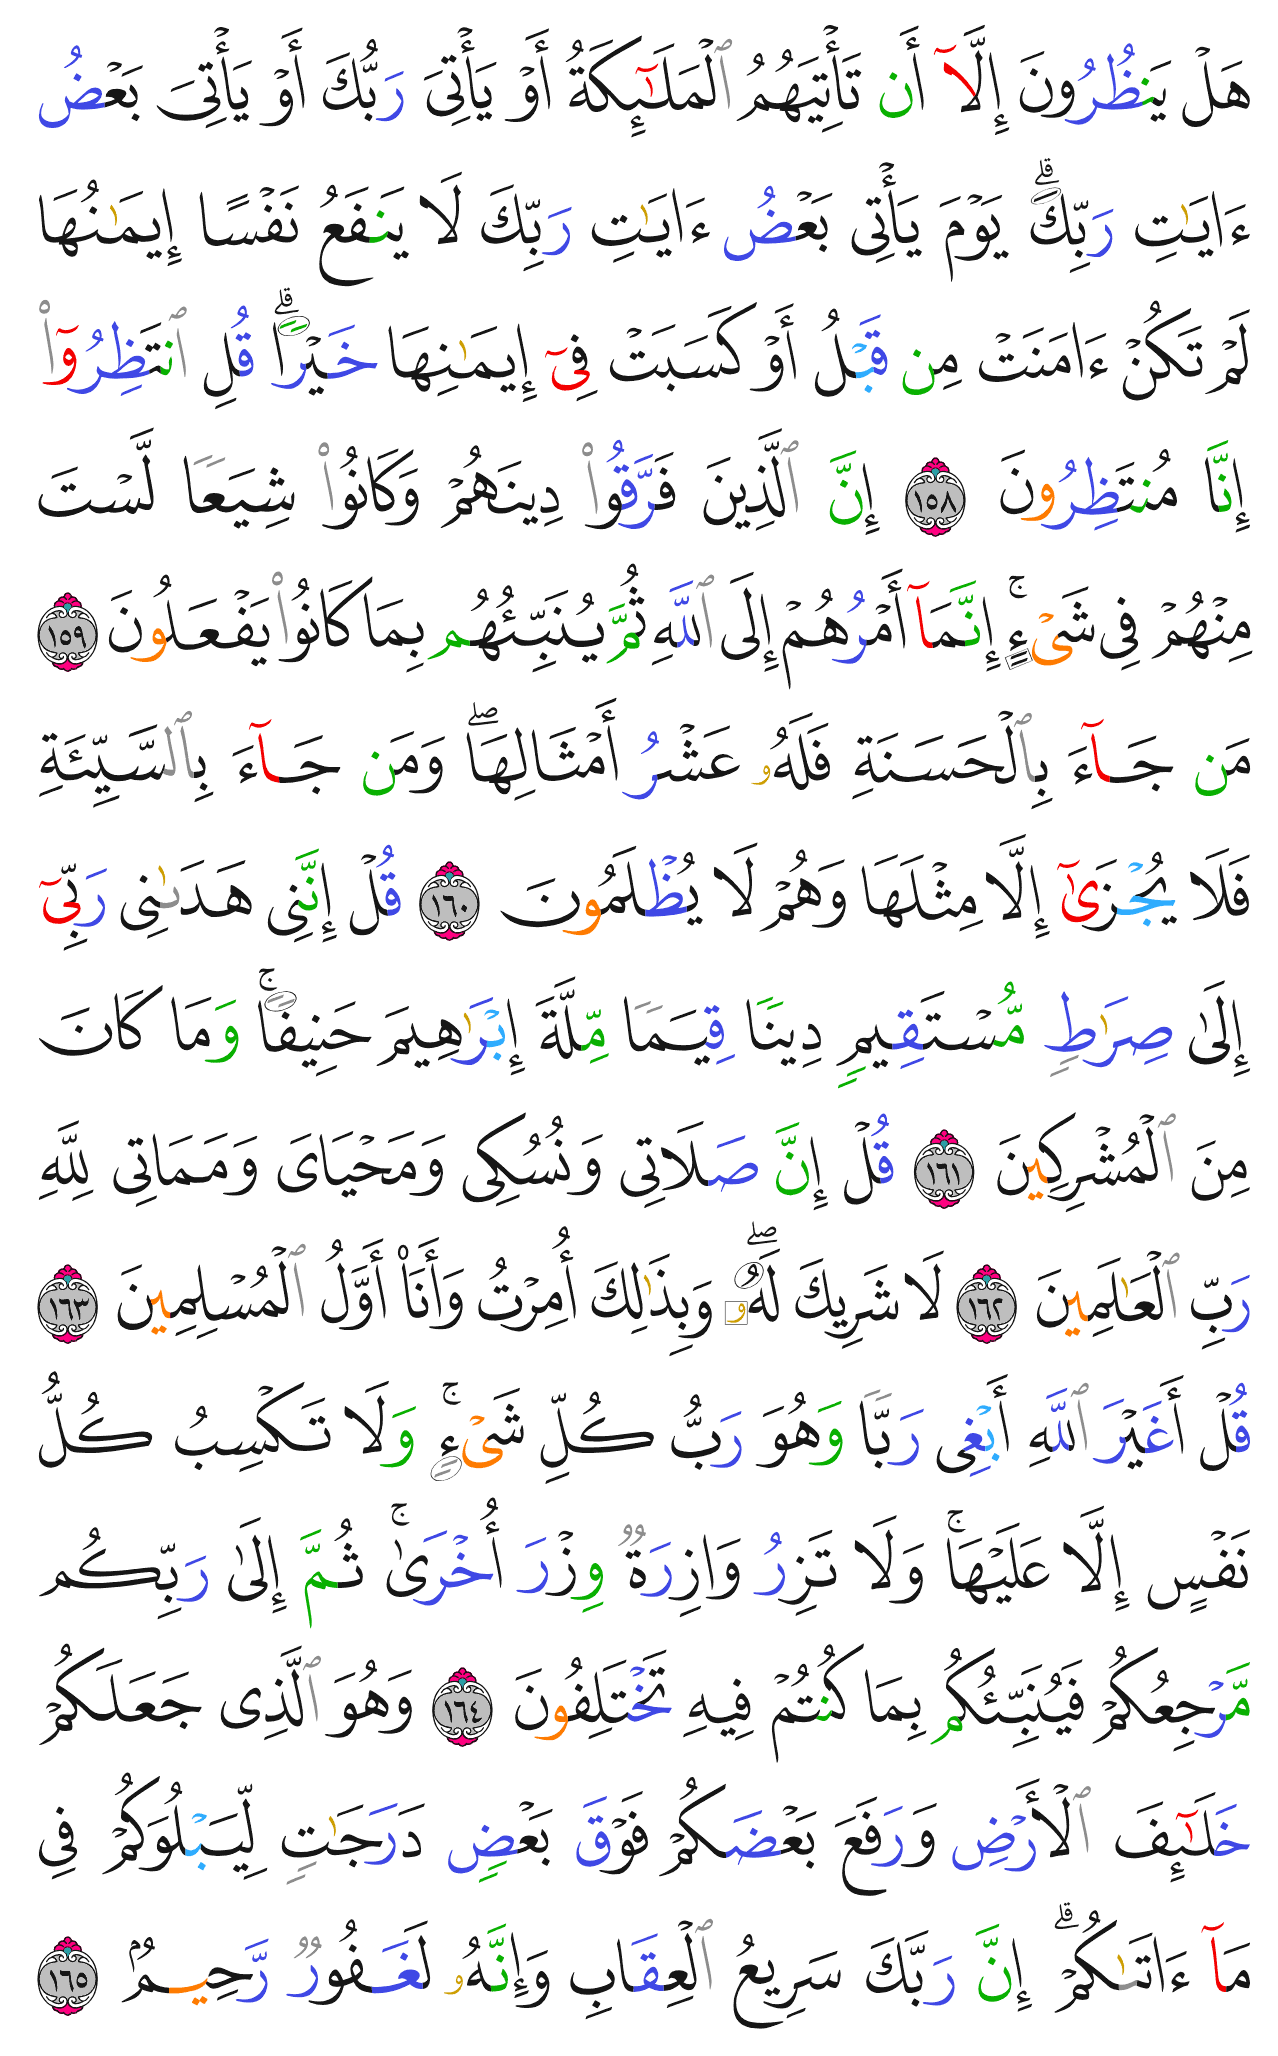 هَلْ يَنظُرُونَ إِلَّآ أَن تَأْتِيَهُمُ ٱلْمَلَـٰٓئِكَةُ أَوْ يَأْتِىَ رَبُّكَ أَوْ يَأْتِىَ بَعْضُ
ءَايَـٰتِ رَبِّكَ ۗ يَوْمَ يَأْتِى بَعْضُ ءَايَـٰتِ رَبِّكَ لَا يَنفَعُ نَفْسًا إِيمَـٰنُهَا
لَمْ تَكُنْ ءَامَنَتْ مِن قَبْلُ أَوْ كَسَبَتْ فِىٓ إِيمَـٰنِهَا خَيْرًا ۗ قُلِ ٱنتَظِرُوٓا۟
إِنَّا مُنتَظِرُونَ ١٥٨ إِنَّ ٱلَّذِينَ فَرَّقُوا۟ دِينَهُمْ وَكَانُوا۟ شِيَعًا لَّسْتَ
مِنْهُمْ فِى شَىْءٍ ۚ إِنَّمَآ أَمْرُهُمْ إِلَى ٱللَّهِ ثُمَّ يُنَبِّئُهُم بِمَا كَانُوا۟ يَفْعَلُونَ ١٥٩
مَن جَآءَ بِٱلْحَسَنَةِ فَلَهُۥ عَشْرُ أَمْثَالِهَا ۖ وَمَن جَآءَ بِٱلسَّيِّئَةِ
فَلَا يُجْزَىٰٓ إِلَّا مِثْلَهَا وَهُمْ لَا يُظْلَمُونَ ١٦٠ قُلْ إِنَّنِى هَدَىٰنِى رَبِّىٓ
إِلَىٰ صِرَٰطٍ مُّسْتَقِيمٍ دِينًا قِيَمًا مِّلَّةَ إِبْرَٰهِيمَ حَنِيفًا ۚ وَمَا كَانَ
مِنَ ٱلْمُشْرِكِينَ ١٦١ قُلْ إِنَّ صَلَاتِى وَنُسُكِى وَمَحْيَاىَ وَمَمَاتِى لِلَّهِ
رَبِّ ٱلْعَـٰلَمِينَ ١٦٢ لَا شَرِيكَ لَهُۥ ۖ وَبِذَٰلِكَ أُمِرْتُ وَأَنَا۠ أَوَّلُ ٱلْمُسْلِمِينَ ١٦٣
قُلْ أَغَيْرَ ٱللَّهِ أَبْغِى رَبًّا وَهُوَ رَبُّ كُلِّ شَىْءٍ ۚ وَلَا تَكْسِبُ كُلُّ
نَفْسٍ إِلَّا عَلَيْهَا ۚ وَلَا تَزِرُ وَازِرَةٌ وِزْرَ أُخْرَىٰ ۚ ثُمَّ إِلَىٰ رَبِّكُم
مَّرْجِعُكُمْ فَيُنَبِّئُكُم بِمَا كُنتُمْ فِيهِ تَخْتَلِفُونَ ١٦٤ وَهُوَ ٱلَّذِى جَعَلَكُمْ
خَلَـٰٓئِفَ ٱلْأَرْضِ وَرَفَعَ بَعْضَكُمْ فَوْقَ بَعْضٍ دَرَجَـٰتٍ لِّيَبْلُوَكُمْ فِى
مَآ ءَاتَىٰكُمْ ۗ إِنَّ رَبَّكَ سَرِيعُ ٱلْعِقَابِ وَإِنَّهُۥ لَغَفُورٌ رَّحِيمٌۢ ١٦٥